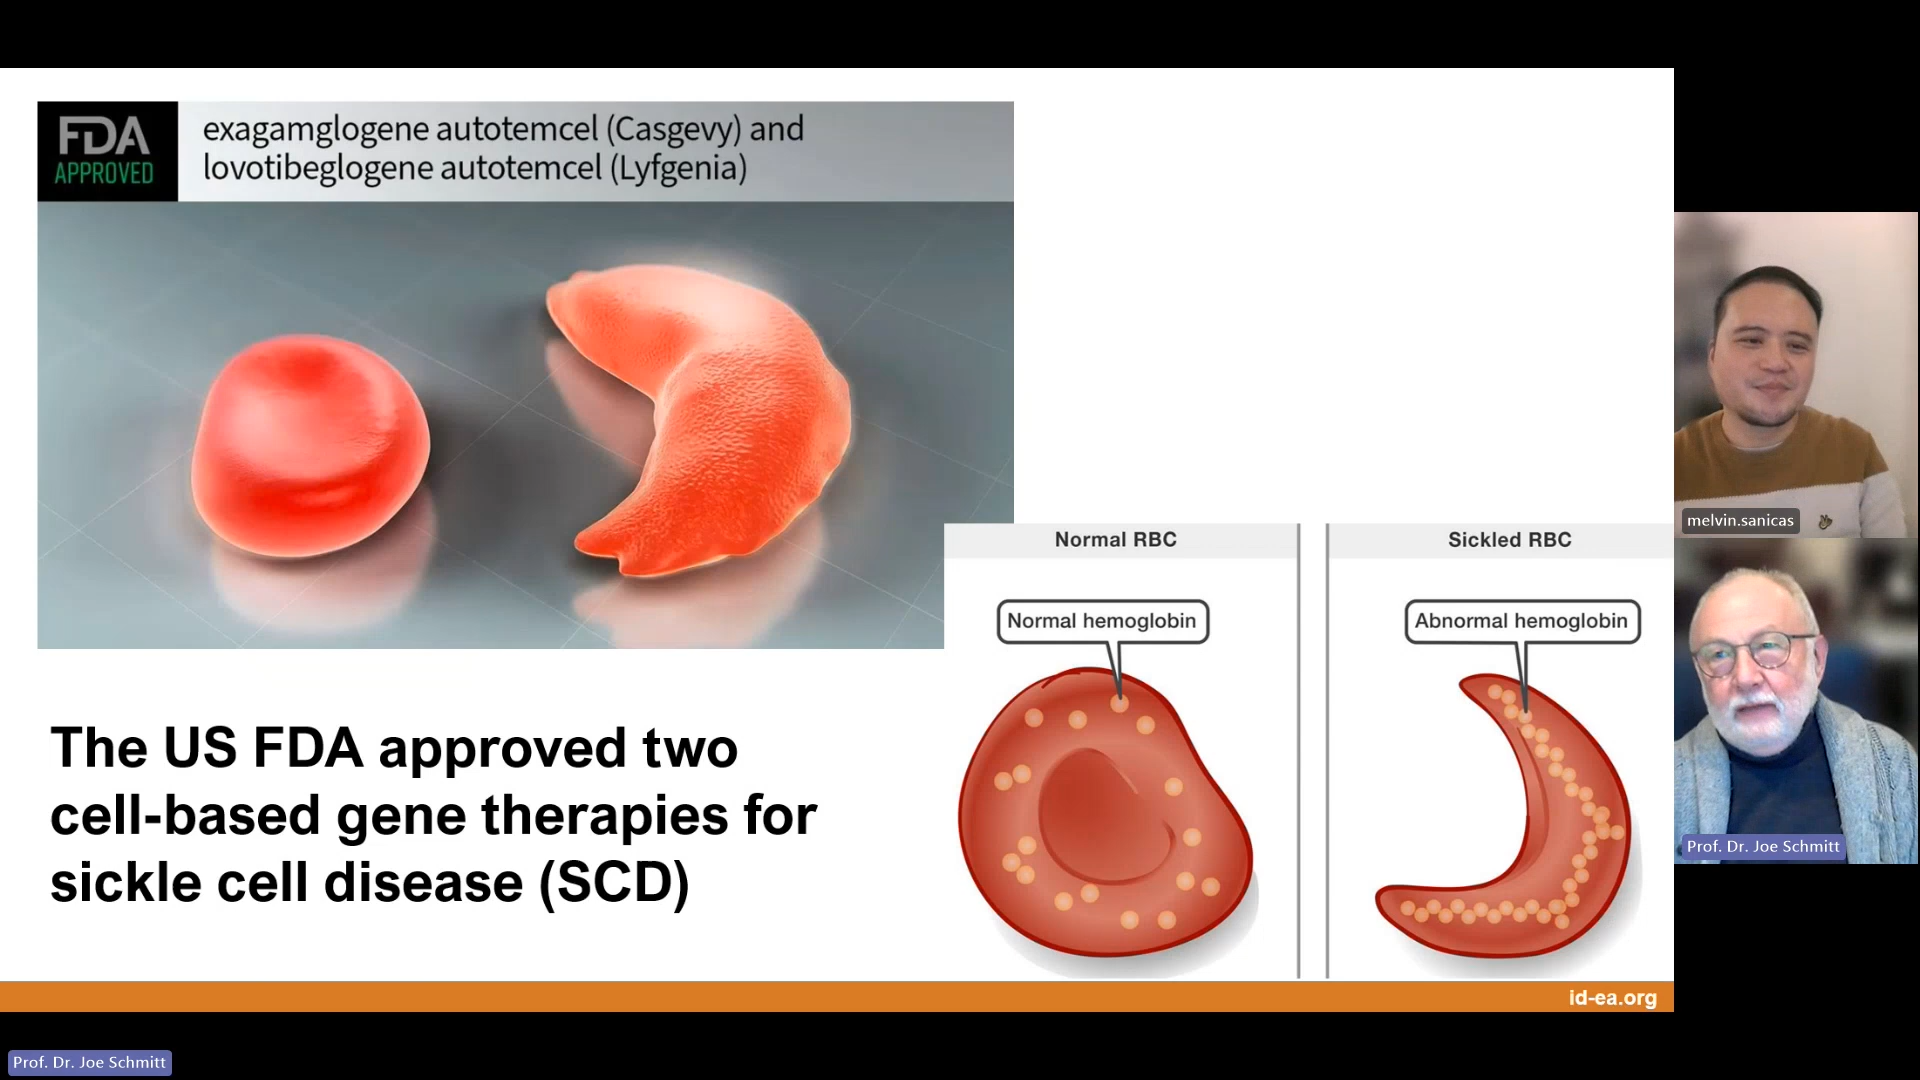 FDA
APPROVED
exagamglogene autotemcel (Casgevy) and
lovotibeglogene autotemcel (Lyfgenia)
Normal RBC
Sickled RBC
Normal hemoglobin
Abnormal hemoglobin
The US FDA approved two
cell-based gene therapies for
sickle cell disease (SCD)
id-ea.org
melvin.sanicas
Prof. Dr. Joe Schmitt
Prof. Dr. Joe Schmitt